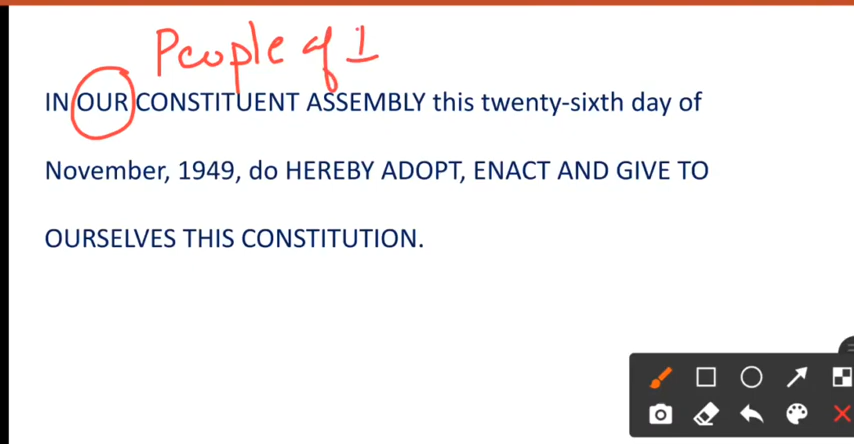 People of I
IN OUR CONSTITUENT ASSEMBLY this twenty-sixth day of
November, 1949, do HEREBY ADOPT, ENACT AND GIVE TO
OURSELVES THIS CONSTITUTION.